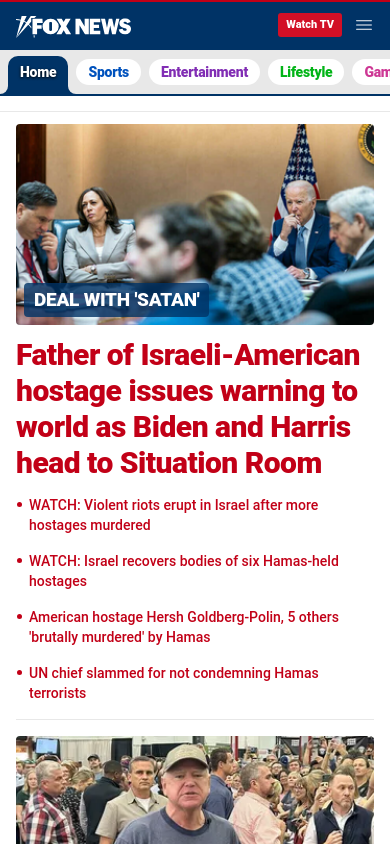 FOX NEWS
Watch TV
Home
Sports
Entertainment
Lifestyle
Gam
DEAL WITH 'SATAN'
Father of Israeli-American
hostage issues warning to
world as Biden and Harris
head to Situation Room
WATCH: Violent riots erupt in Israel after more
hostages murdered
WATCH: Israel recovers bodies of six Hamas-held
hostages
American hostage Hersh Goldberg-Polin, 5 others
'brutally murdered' by Hamas
UN chief slammed for not condemning Hamas
terrorists